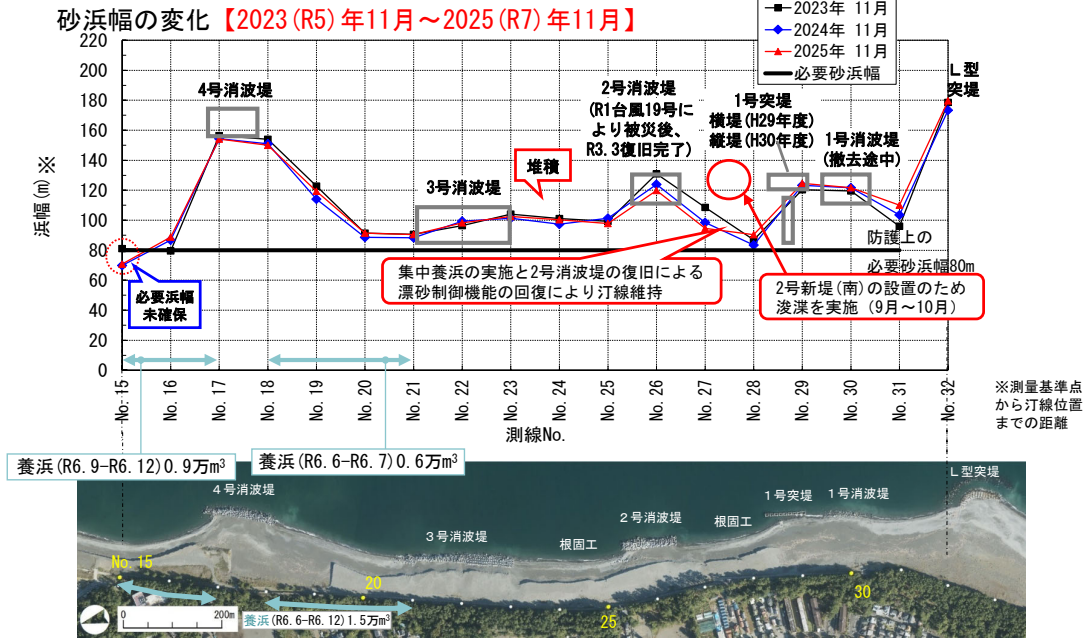 砂浜幅の変化【2023(R5)年11月～2025(R7)年11月】
2023年 11月
2024年 11月
2025年 11月
必要砂浜幅
浜幅(m) ※
220
200
180
160
140
120
100
80
60
40
20
0
4号消波堤
3号消波堤
堆積
2号消波堤
(R1台風19号に
より被災後、
R3.3復旧完了)
1号突堤
横堤(H29年度)
縦堤(H30年度)
1号消波堤
(撤去途中)
L型
突堤
防護上の
必要砂浜幅80m
必要浜幅
未確保
集中養浜の実施と2号消波堤の復旧による
漂砂制御機能の回復により汀線維持
2号新堤(南)の設置のため
浚渫を実施（9月～10月）
No.15
No.16
No.17
No.18
No.19
No.20
No.21
No.22
No.23
No.24
No.25
No.26
No.27
No.28
No.29
No.30
No.31
No.32
測線No.
※測量基準点
から汀線位置
までの距離
養浜(R6.9-R6.12)0.9万m³
養浜(R6.6-R6.7)0.6万m³
4号消波堤
3号消波堤
根固工
2号消波堤
根固工
1号突堤
1号消波堤
L型突堤
No.15
20
25
30
0
200m
養浜(R6.6-R6.12)1.5万m³